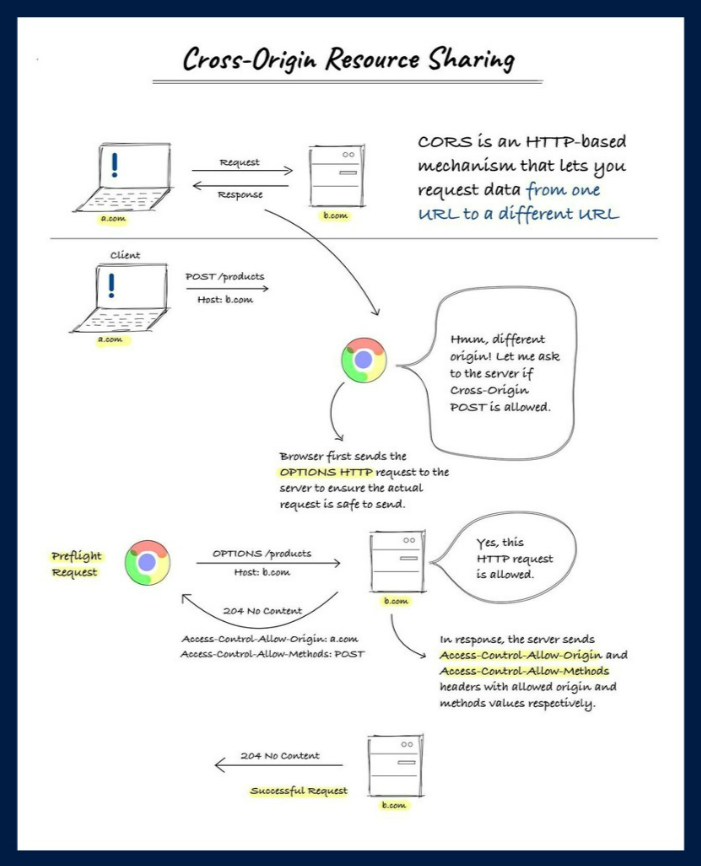 Cross-Origin Resource Sharing
Request
Response
a.com
b.com
CORS is an HTTP-based
mechanism that lets you
request data from one
URL to a different URL
Client
POST /products
Host: b.com
a.com
Hmm, different
origin! Let me ask
to the server if
Cross-Origin
POST is allowed.
Browser first sends the
OPTIONS HTTP request to the
server to ensure the actual
request is safe to send.
Preflight
Request
OPTIONS /products
Host: b.com
204 No Content
Access-Control-Allow-Origin: a.com
Access-Control-Allow-Methods: POST
b.com
Yes, this
HTTP request
is allowed.
In response, the server sends
Access-Control-Allow-Origin and
Access-Control-Allow-Methods
headers with allowed origin and
methods values respectively.
204 No Content
Successful Request
b.com